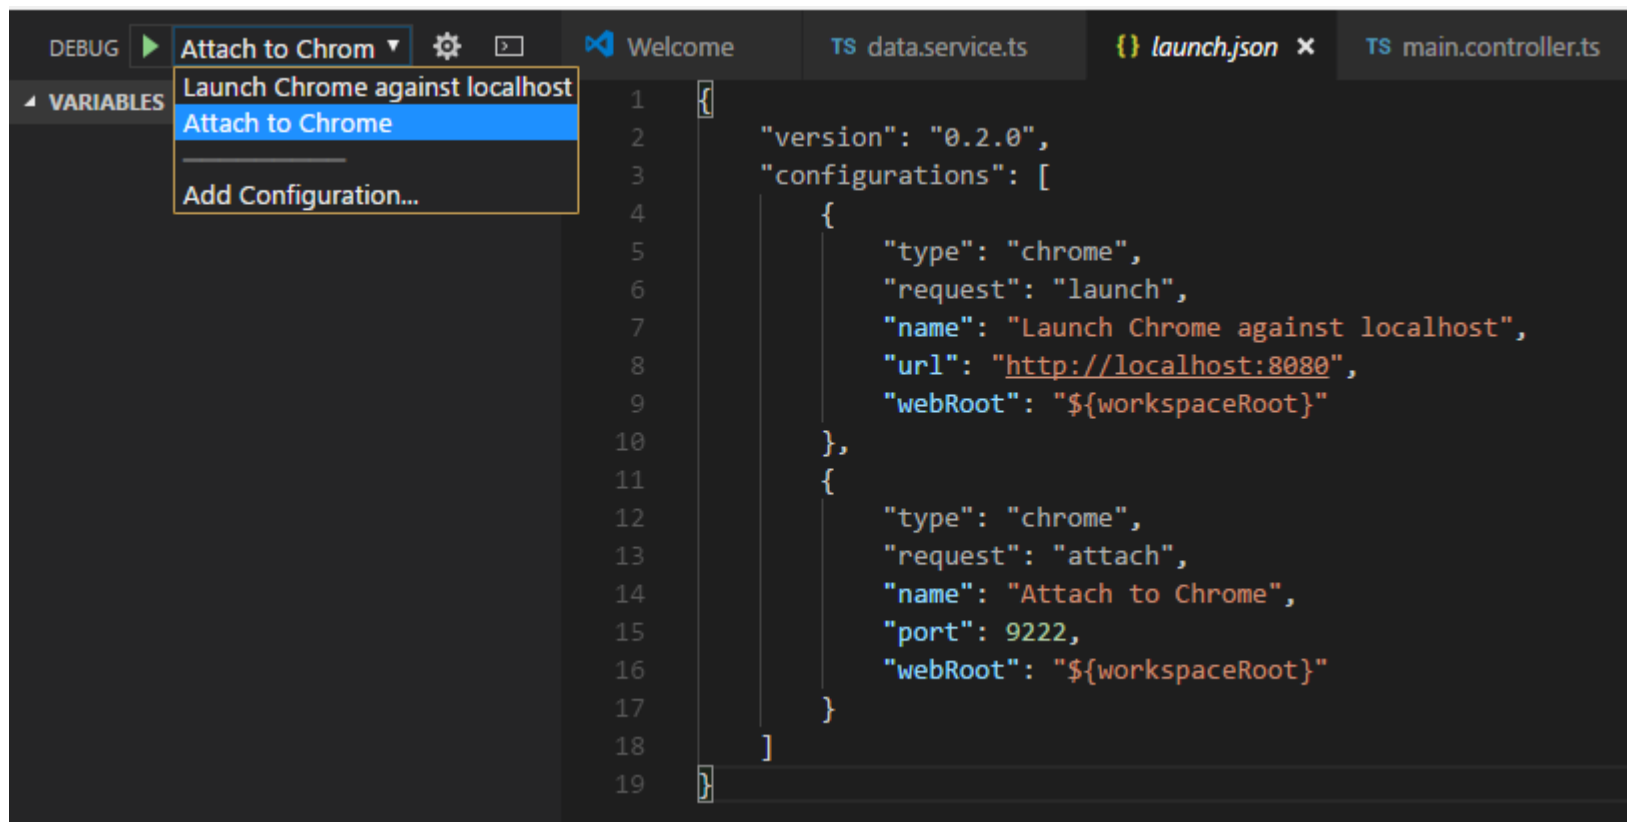 DEBUG Attach to Chrom
Welcome TS data.service.ts {} launch.json × TS main.controller.ts
VARIABLES
Launch Chrome against localhost
Attach to Chrome
Add Configuration...
1 {
2 "version": "0.2.0",
3 "configurations": [
4 {
5 "type": "chrome",
6 "request": "launch",
7 "name": "Launch Chrome against localhost",
8 "url": "http://localhost:8080",
9 "webRoot": "${workspaceRoot}"
10 },
11 {
12 "type": "chrome",
13 "request": "attach",
14 "name": "Attach to Chrome",
15 "port": 9222,
16 "webRoot": "${workspaceRoot}"
17 }
18 ]
19 }